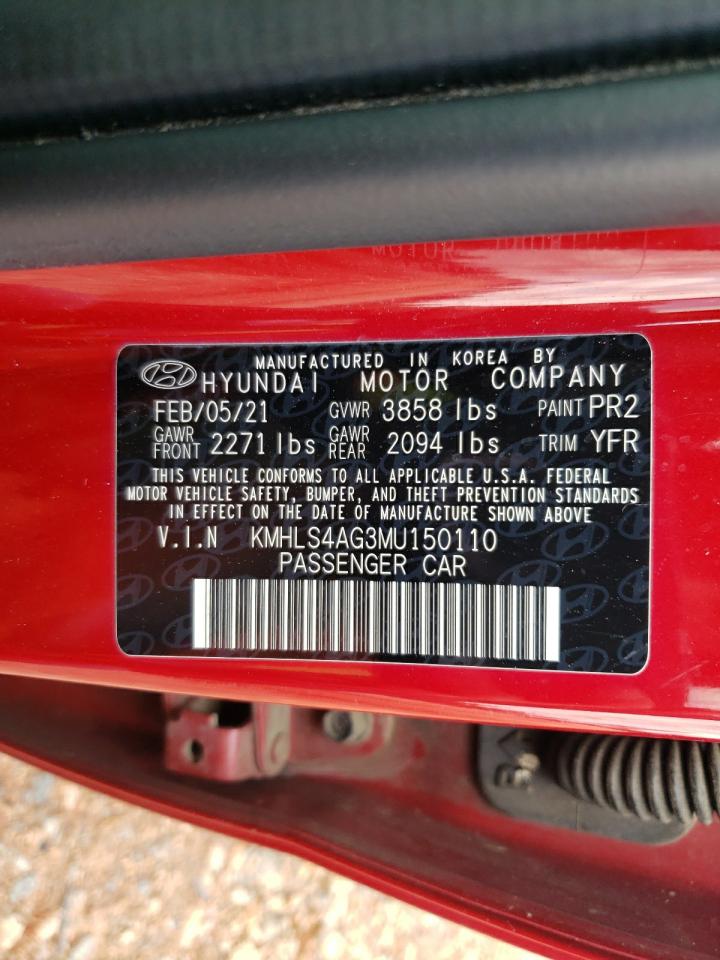 MANUFACTURED IN KOREA BY
HYUNDAI MOTOR COMPANY
FEB/05/21 GVWR 3858 lbs PAINT PR2
GAWR FRONT 2271 lbs GAWR REAR 2094 lbs TRIM YFR
THIS VEHICLE CONFORMS TO ALL APPLICABLE U.S.A. FEDERAL
MOTOR VEHICLE SAFETY, BUMPER, AND THEFT PREVENTION STANDARDS
IN EFFECT ON THE DATE OF MANUFACTURE SHOWN ABOVE
V.I.N KMHLS4AG3MU150110
PASSENGER CAR